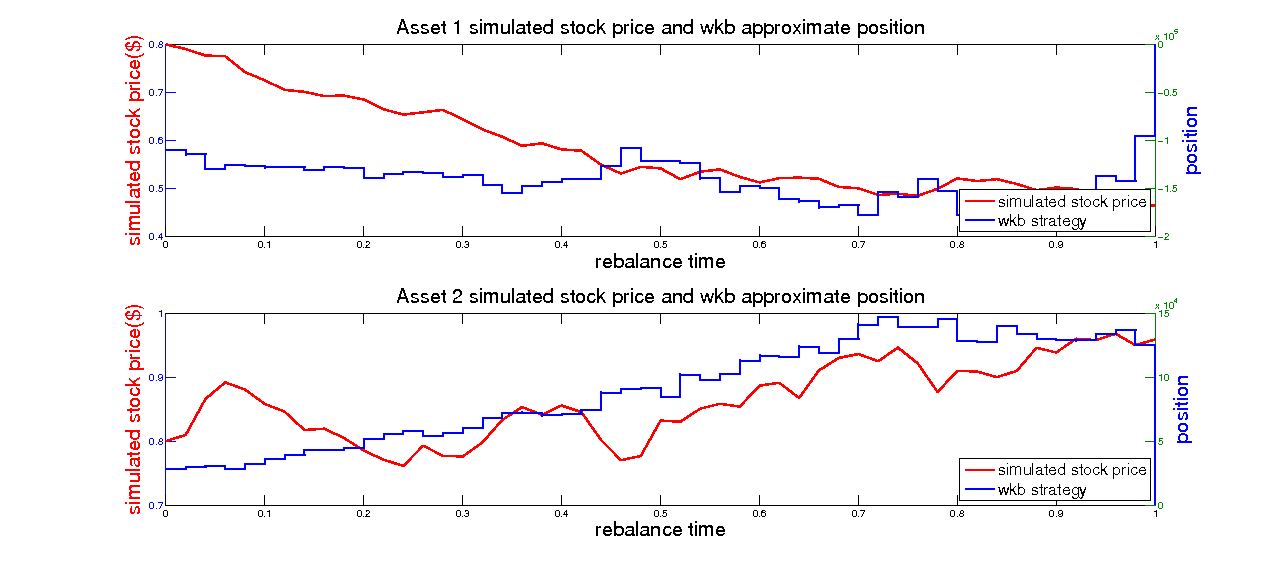 Asset 1 simulated stock price and wkb approximate position
simulated stock price($)
0.8
0.7
0.6
0.5
0.4
0
0.1
0.2
0.3
0.4
0.5
0.6
0.7
0.8
0.9
1
rebalance time
x 10
0
-0.5
-1
-1.5
-2
position
simulated stock price
wkb strategy
Asset 2 simulated stock price and wkb approximate position
simulated stock price($)
1
0.9
0.8
0.7
0
0.1
0.2
0.3
0.4
0.5
0.6
0.7
0.8
0.9
1
rebalance time
x 10^4
15
10
5
0
position
simulated stock price
wkb strategy